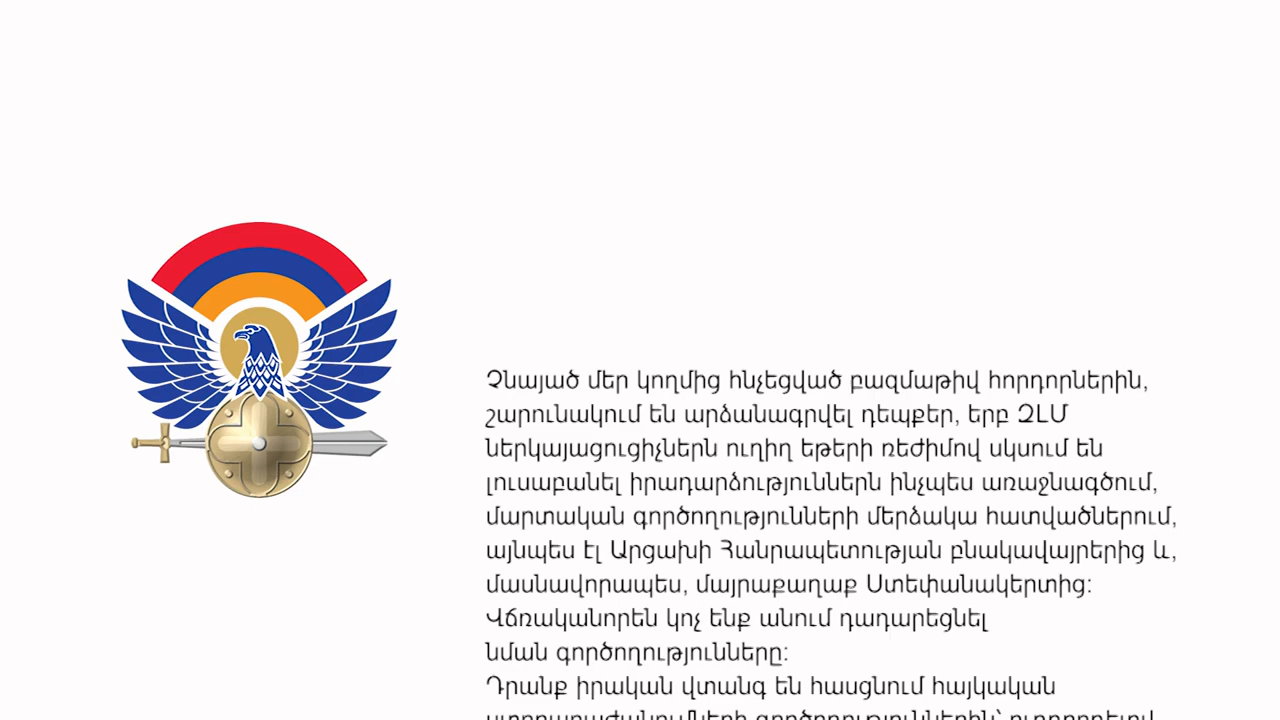 Չնայած մեր կողմից հնչեցված բազմաթիվ հորդորներին,
շարունակում են արձանագրվել դեպքեր, երբ ԶԼՄ
ներկայացուցիչներն ուղիղ եթերի ռեժիմով սկսում են
լուսաբանել իրադարձություններն ինչպես առաջնագծում,
մարտական գործողությունների մերձակա հատվածներում,
այնպես էլ Արցախի Հանրապետության բնակավայրերից և,
մասնավորապես, մայրաքաղաք Ստեփանակերտից:
Վճռականորեն կոչ ենք անում դադարեցնել
նման գործողությունները:
Դրանք իրական վտանգ են հասցնում հայկական